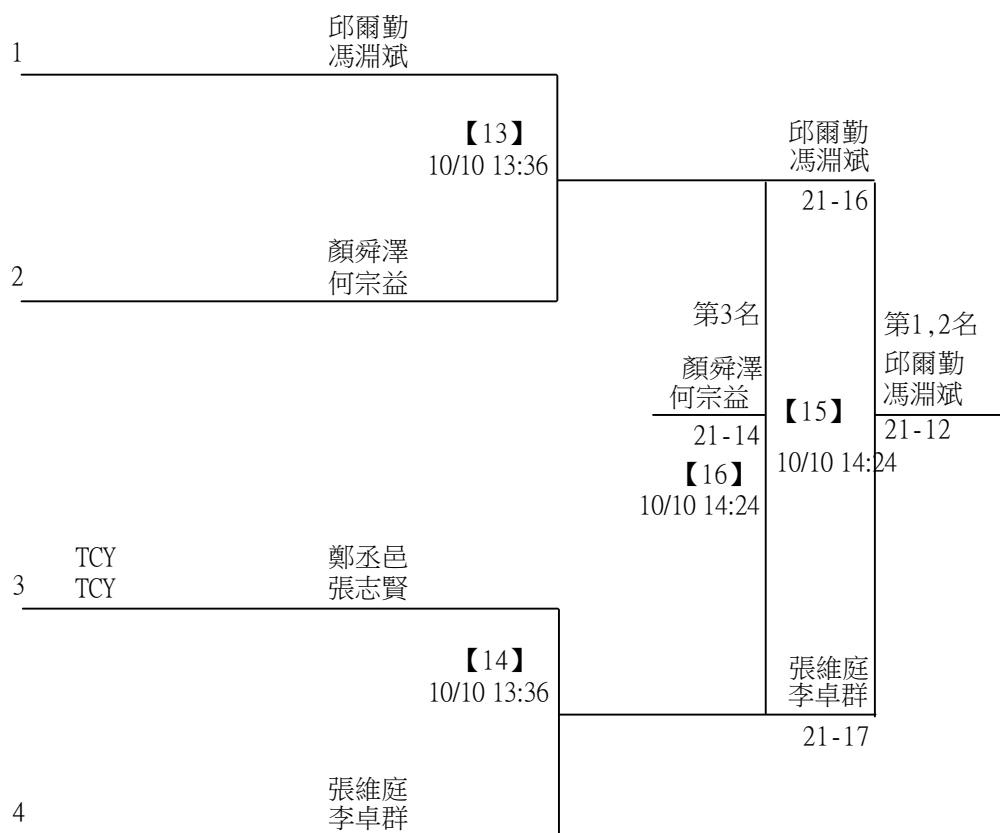 邱爾勤
1 馮淵斌
【13】
10/10 13:36
邱爾勤
馮淵斌
21-16
顏舜澤
2 何宗益
第3名
第1,2名
顏舜澤
何宗益
21-14
【16】
10/10 14:24
【15】
10/10 14:24
邱爾勤
馮淵斌
21-12
TCY 鄭丞邑
3 TCY 張志賢
【14】
10/10 13:36
張維庭
李卓群
21-17
張維庭
4 李卓群